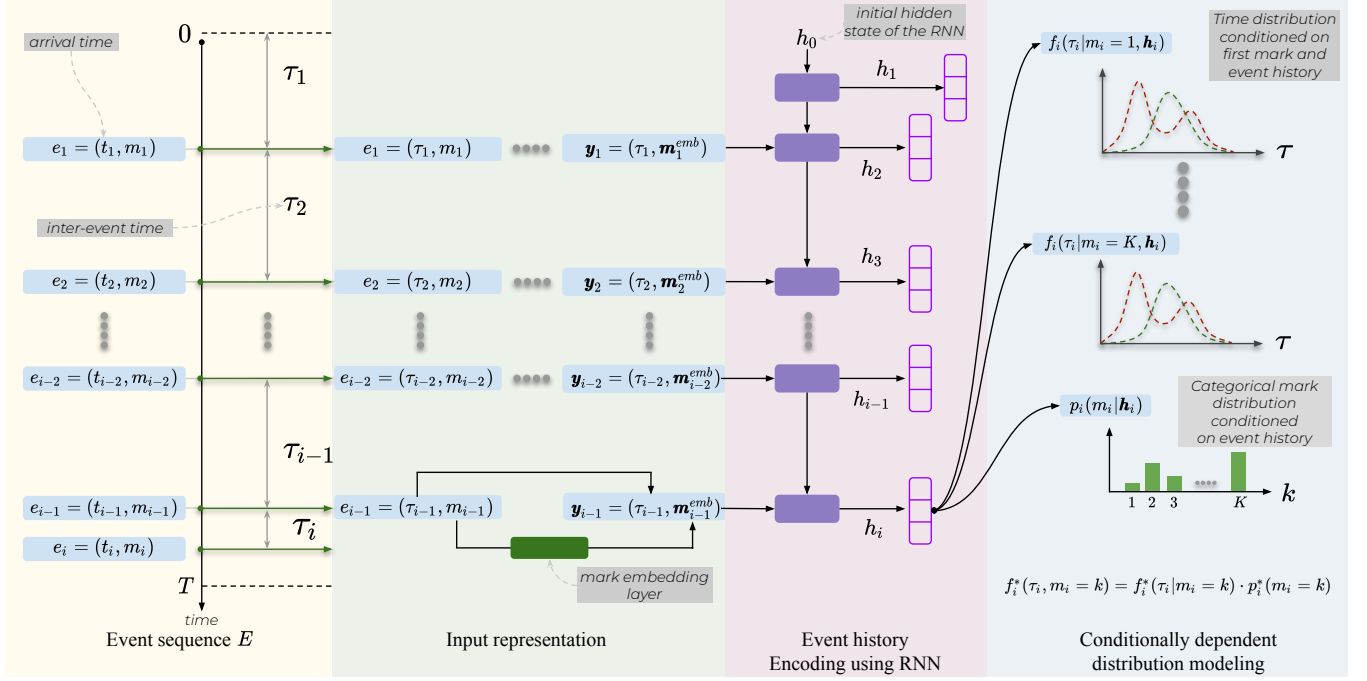 arrival time
0
τ₁
e₁ = (t₁, m₁)
τ₂
inter-event time
e₂ = (t₂, m₂)
eᵢ₋₂ = (tᵢ₋₂, mᵢ₋₂)
τᵢ₋₁
eᵢ₋₁ = (tᵢ₋₁, mᵢ₋₁)
τᵢ
eᵢ = (tᵢ, mᵢ)
T
time
Event sequence E
e₁ = (τ₁, m₁)
y₁ = (τ₁, m₁^{emb})
e₂ = (τ₂, m₂)
y₂ = (τ₂, m₂^{emb})
eᵢ₋₂ = (τᵢ₋₂, mᵢ₋₂)
yᵢ₋₂ = (τᵢ₋₂, mᵢ₋₂^{emb})
eᵢ₋₁ = (τᵢ₋₁, mᵢ₋₁)
yᵢ₋₁ = (τᵢ₋₁, mᵢ₋₁^{emb})
mark embedding
layer
Input representation
initial hidden
state of the RNN
h₀
h₁
h₂
h₃
hᵢ₋₁
hᵢ
Event history
Encoding using RNN
Time distribution
conditioned on
first mark and
event history
fᵢ(τᵢ|mᵢ = 1, hᵢ)
τ
fᵢ(τᵢ|mᵢ = K, hᵢ)
τ
pᵢ(mᵢ|hᵢ)
Categorical mark
distribution
conditioned
on event history
1 2 3 K
k
fᵢ*(τᵢ, mᵢ = k) = fᵢ*(τᵢ|mᵢ = k) · pᵢ*(mᵢ = k)
Conditionally dependent
distribution modeling